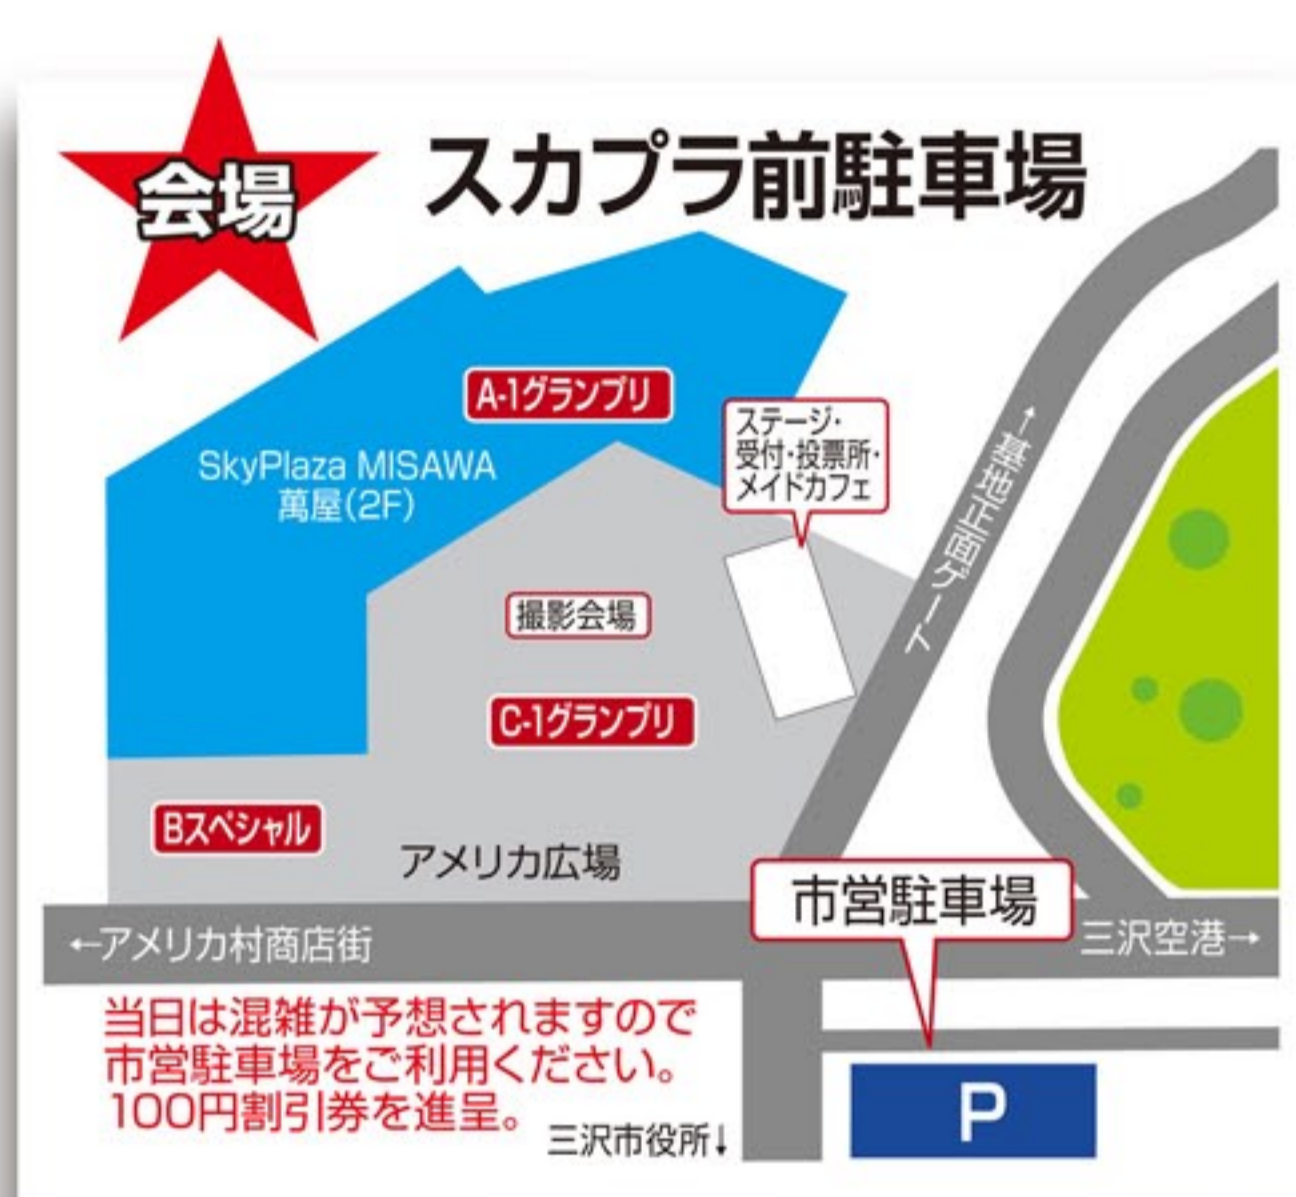 会場
スカプラ前駐車場
A-1グランプリ
SkyPlaza MISAWA
萬屋(2F)
ステージ・
受付・投票所・
メイドカフェ
←基地正面ゲート
撮影会場
C-1グランプリ
Bスペシャル
アメリカ広場
市営駐車場
←アメリカ村商店街
三沢空港→
当日は混雑が予想されますので
市営駐車場をご利用ください。
100円割引券を進呈。
三沢市役所↓
P